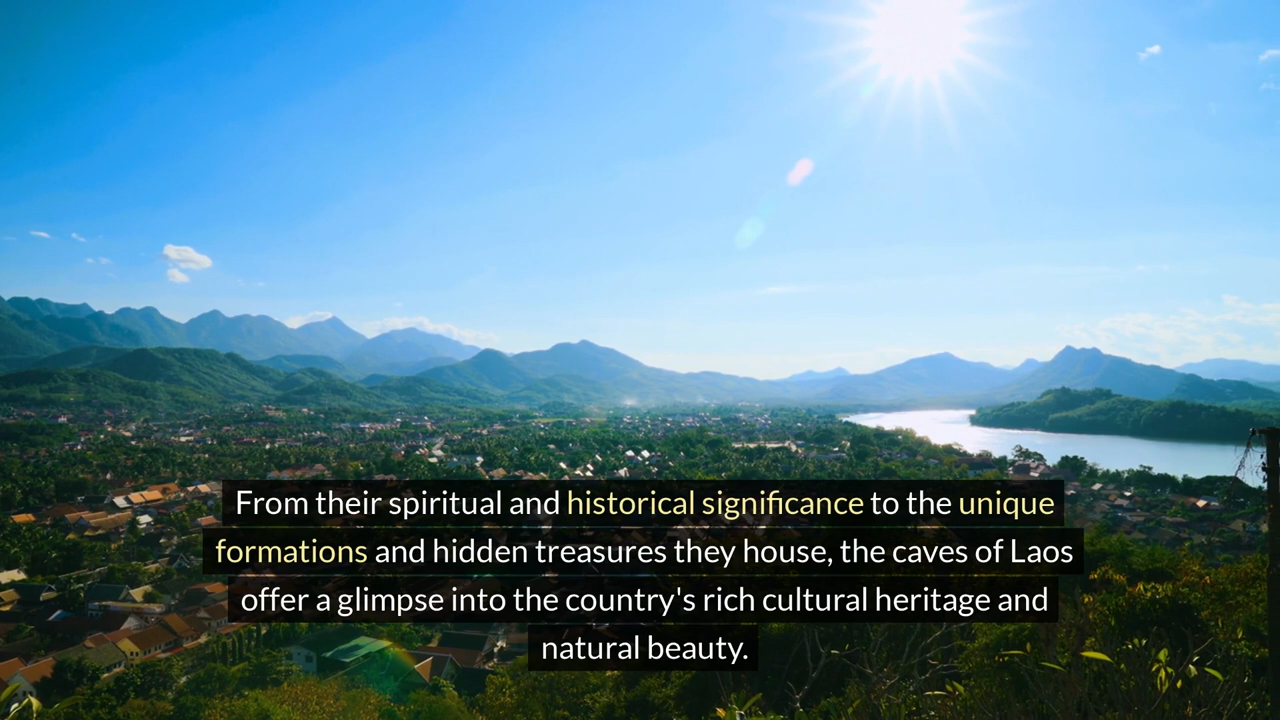 From their spiritual and historical significance to the unique
formations and hidden treasures they house, the caves of Laos
offer a glimpse into the country's rich cultural heritage and
natural beauty.